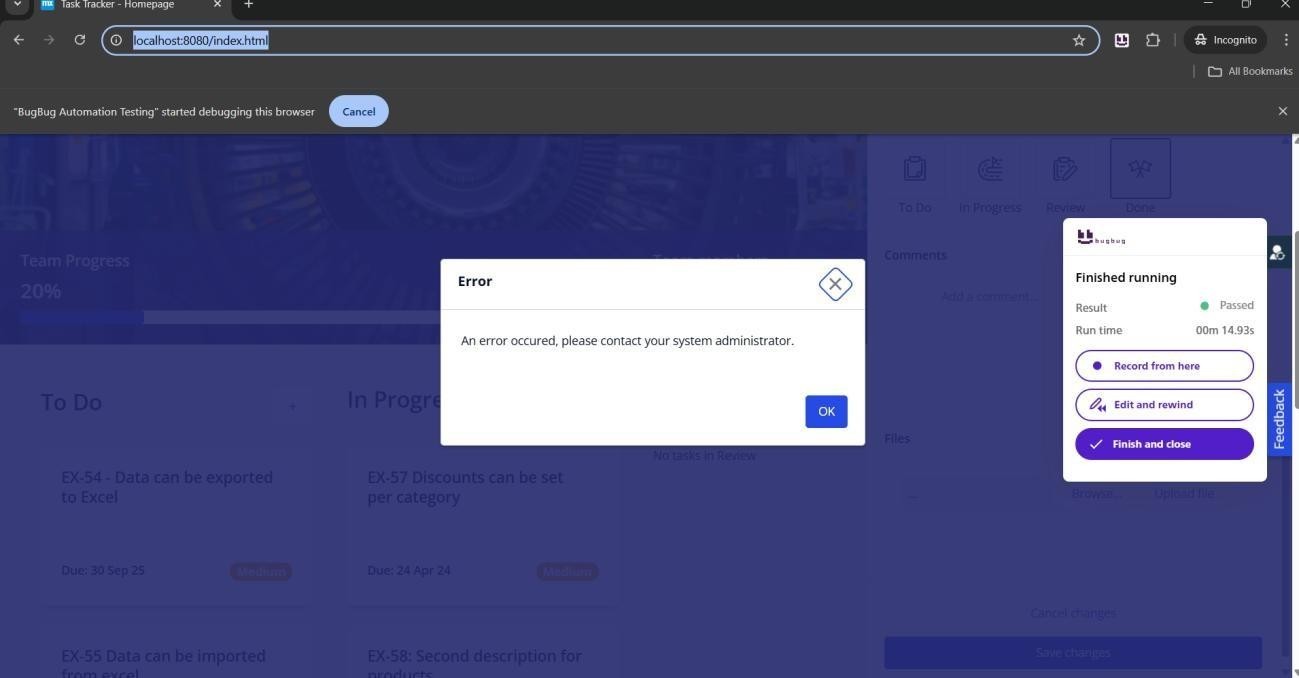 Task Tracker - Homepage
localhost:8080/index.html
Incognito
All Bookmarks
"BugBug Automation Testing" started debugging this browser
Cancel
To Do
In Progress
Review
Done
Team Progress
20%
Comments
Add a comment...
Error
An error occured, please contact your system administrator.
OK
bugbug
Finished running
Result
Passed
Run time
00m 14.93s
Record from here
Edit and rewind
Finish and close
Feedback
To Do
+
In Progre
No tasks in Review
Files
...
Browse...
Upload file
EX-54 - Data can be exported
to Excel
Due: 30 Sep 25
Medium
EX-57 Discounts can be set
per category
Due: 24 Apr 24
Medium
Cancel changes
Save changes
EX-55 Data can be imported
from excel
EX-58: Second description for
products